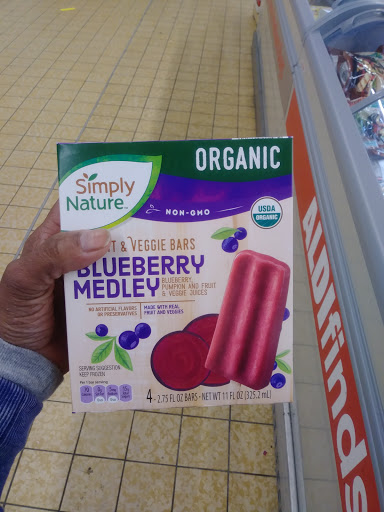 ORGANIC
Simply
Nature
NON-GMO
USDA
ORGANIC
T & VEGGIE BARS
BLUEBERRY
MEDLEY
BLUEBERRY,
PUMPKIN AND FRUIT
& VEGGIE JUICES
NO ARTIFICIAL FLAVORS
OR PRESERVATIVES
MADE WITH REAL
FRUIT AND VEGGIES
SERVING SUGGESTION
KEEP FROZEN
4 - 2.75 FL OZ BARS • NET WT 11 FL OZ (325.2 mL)
ALDIfinds